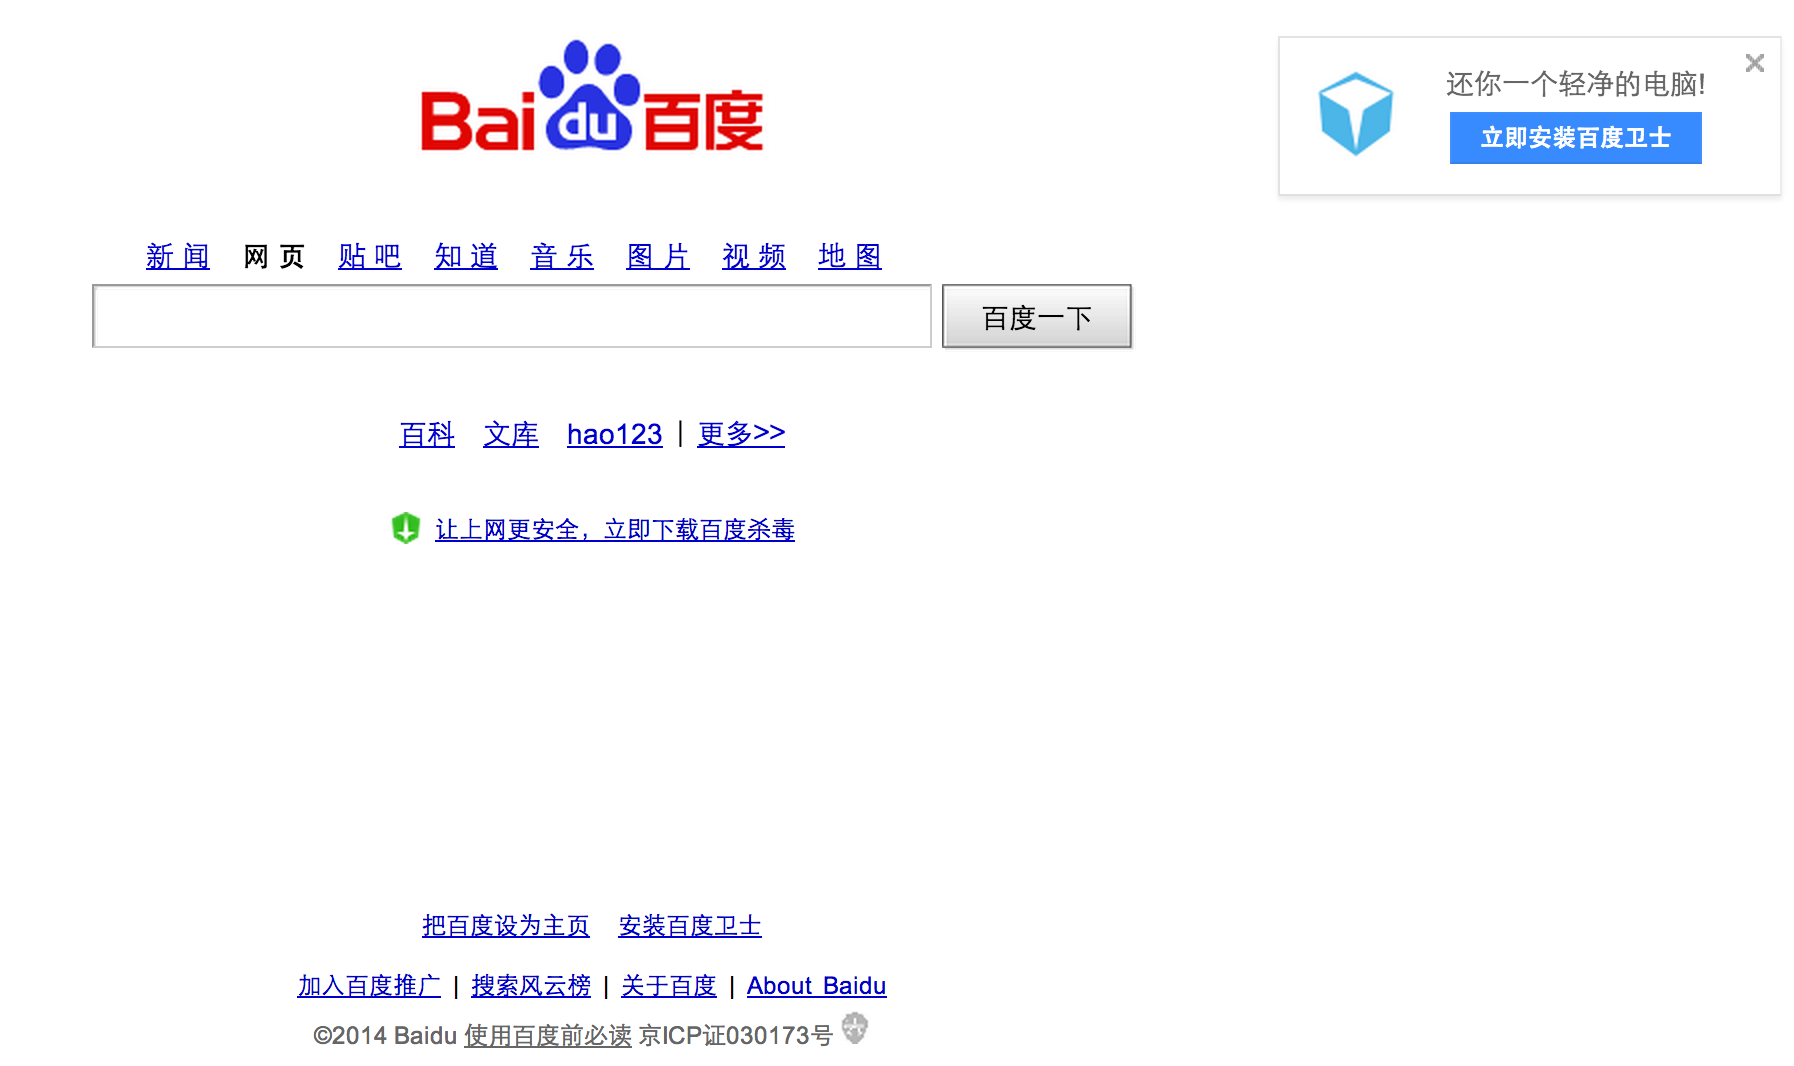 Baidu百度
还你一个轻净的电脑!
立即安装百度卫士
新 闻 网 页 贴 吧 知 道 音 乐 图 片 视 频 地 图
百度一下
百科 文库 hao123 | 更多>>
让上网更安全，立即下载百度杀毒
把百度设为主页 安装百度卫士
加入百度推广 | 搜索风云榜 | 关于百度 | About Baidu
©2014 Baidu 使用百度前必读 京ICP证030173号